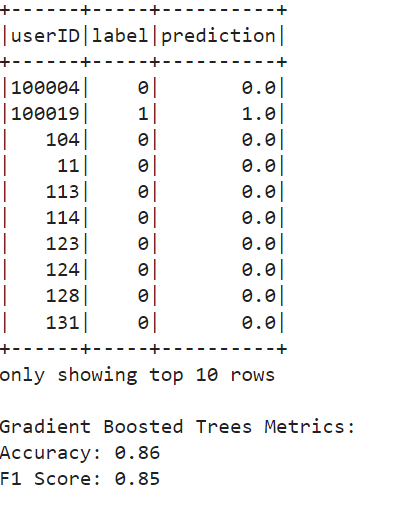 +------+-----+----------+
|userID|label|prediction|
+------+-----+----------+
|100004|    0|       0.0|
|100019|    1|       1.0|
|   104|    0|       0.0|
|    11|    0|       0.0|
|   113|    0|       0.0|
|   114|    0|       0.0|
|   123|    0|       0.0|
|   124|    0|       0.0|
|   128|    0|       0.0|
|   131|    0|       0.0|
+------+-----+----------+
only showing top 10 rows
Gradient Boosted Trees Metrics:
Accuracy: 0.86
F1 Score: 0.85